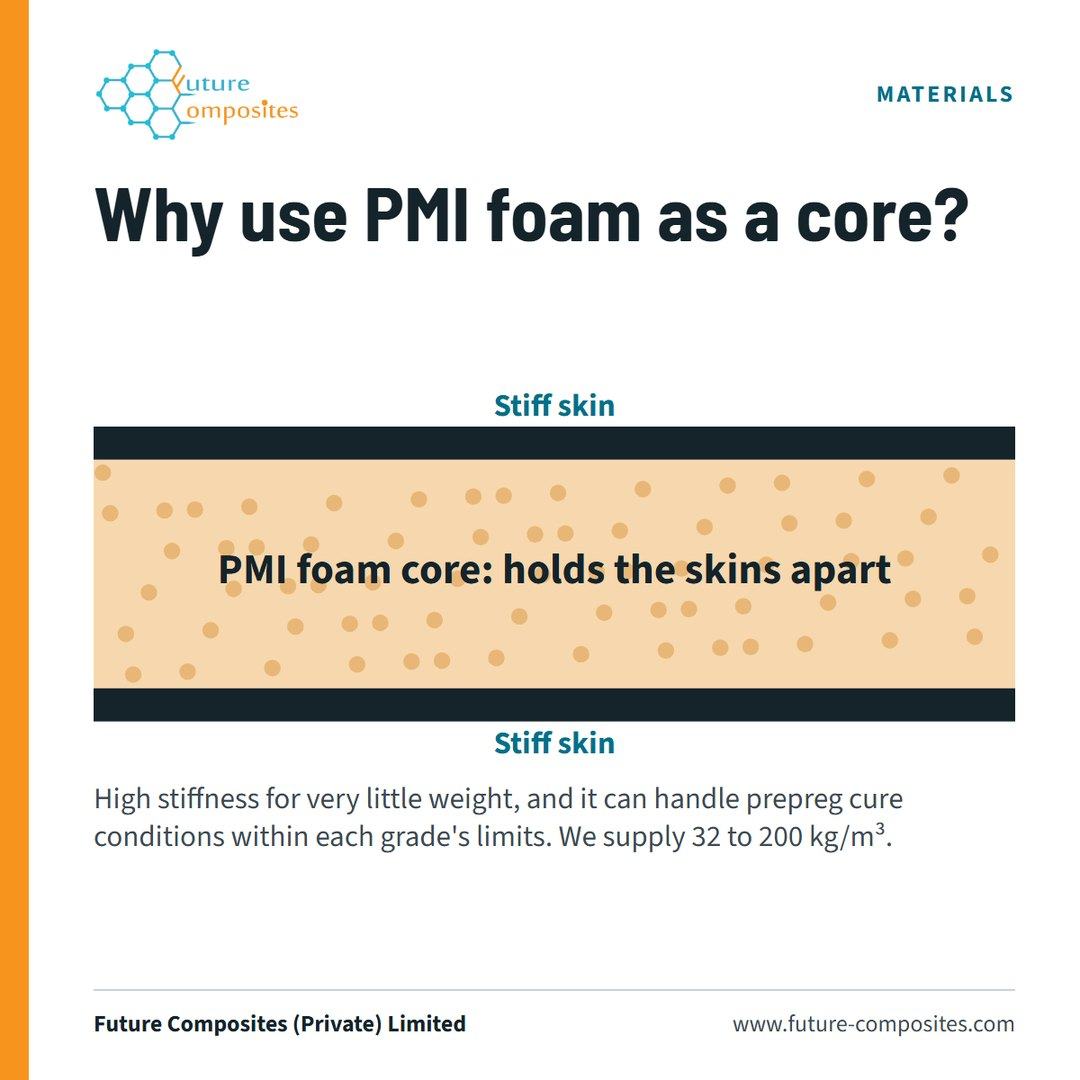 uture
omposites
MATERIALS
Why use PMI foam as a core?
Stiff skin
PMI foam core: holds the skins apart
Stiff skin
High stiffness for very little weight, and it can handle prepreg cure
conditions within each grade's limits. We supply 32 to 200 kg/m³.
Future Composites (Private) Limited
www.future-composites.com